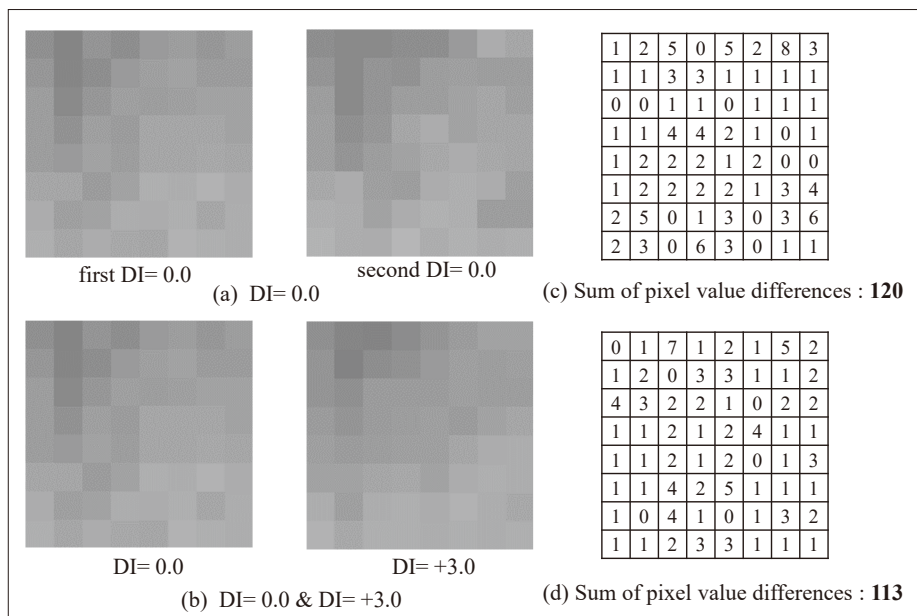 first DI= 0.0
second DI= 0.0
(a) DI= 0.0
1 2 5 0 5 2 8 3
1 1 3 3 1 1 1 1
0 0 1 1 0 1 1 1
1 1 4 4 2 1 0 1
1 2 2 2 1 2 0 0
1 2 2 2 2 1 3 4
2 5 0 1 3 0 3 6
2 3 0 6 3 0 1 1
(c) Sum of pixel value differences : 120
DI= 0.0
DI= +3.0
(b) DI= 0.0 & DI= +3.0
0 1 7 1 2 1 5 2
1 2 0 3 3 1 1 2
4 3 2 2 1 0 2 2
1 1 2 1 2 4 1 1
1 1 2 1 2 0 1 3
1 1 4 2 5 1 1 1
1 0 4 1 0 1 3 2
1 1 2 3 3 1 1 1
(d) Sum of pixel value differences : 113